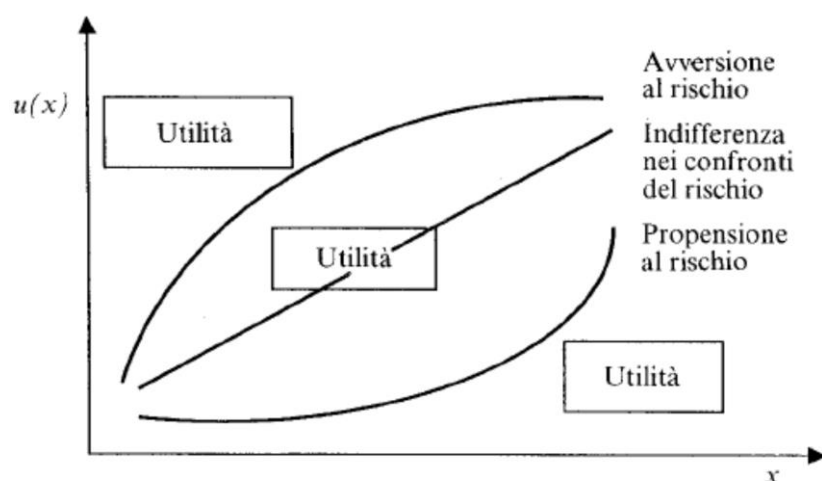 Avversione
al rischio
u(x)
Utilità
Indifferenza
nei confronti
del rischio
Utilità
Propensione
al rischio
Utilità
x